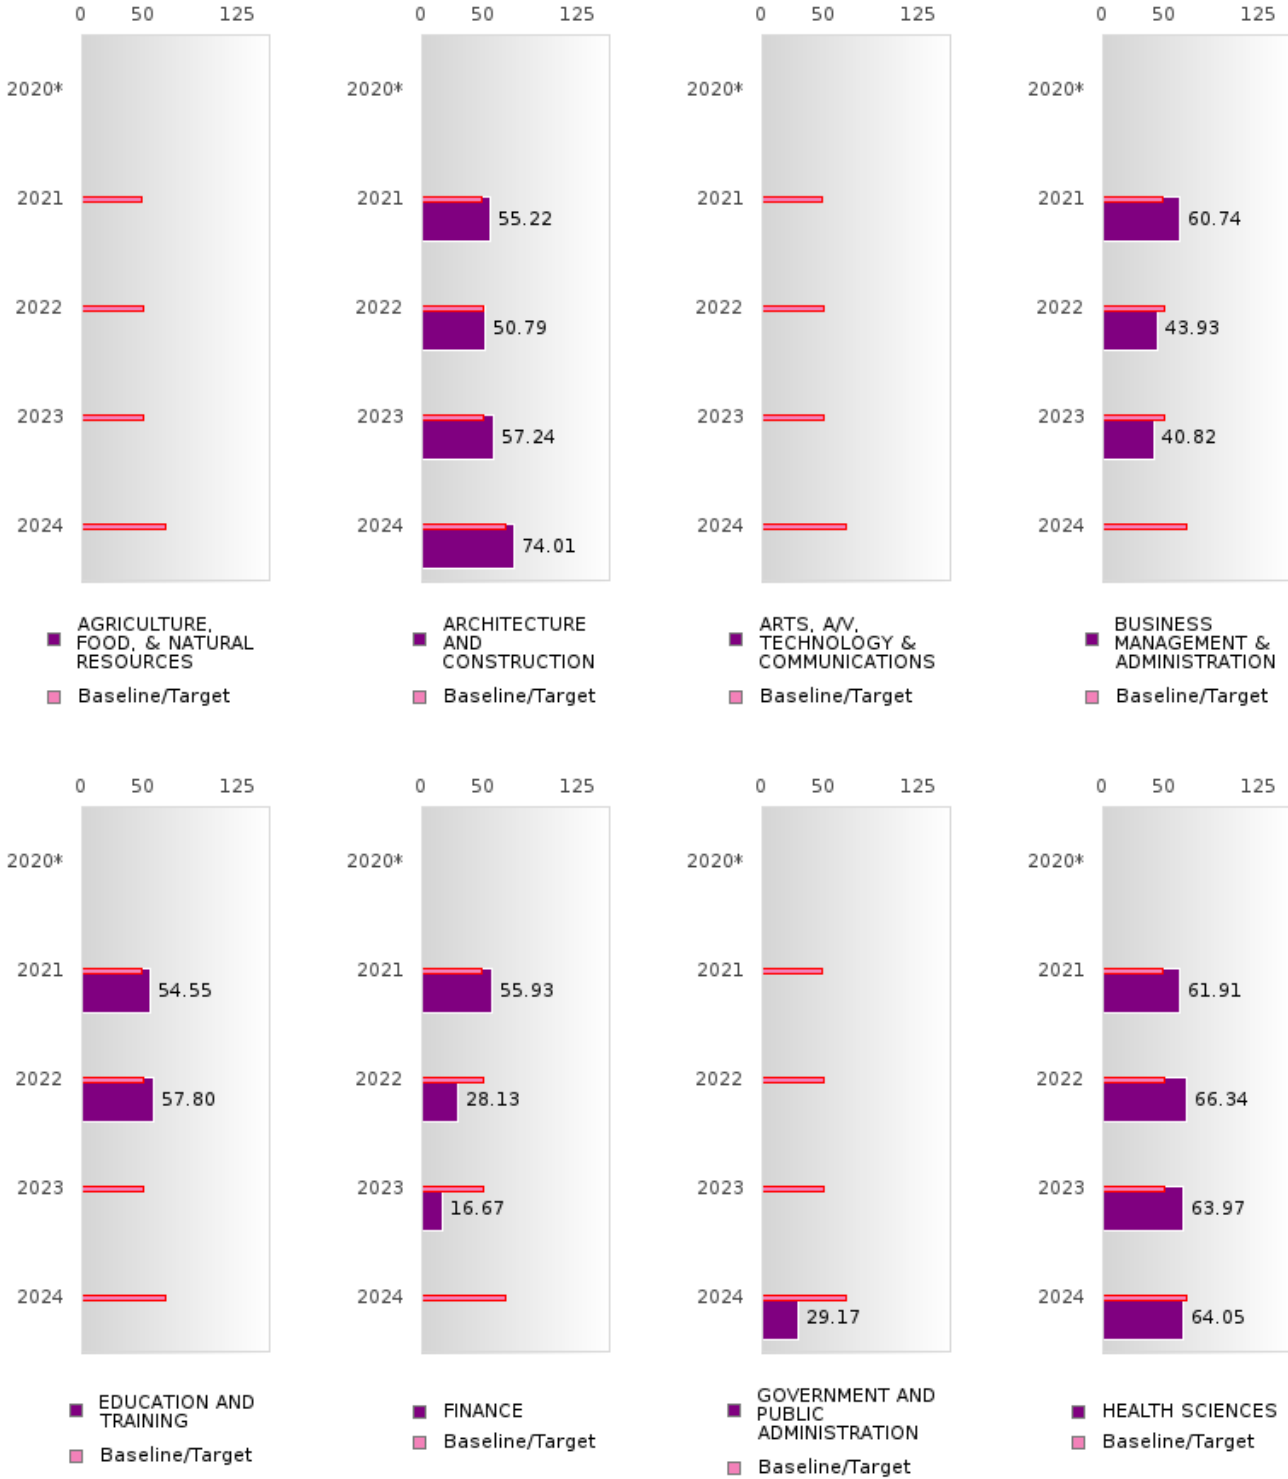 0 50 125
2020*
2021
2022
2023
2024
AGRICULTURE,
FOOD, & NATURAL
RESOURCES
Baseline/Target
0 50 125
2020*
2021
55.22
2022
50.79
2023
57.24
2024
74.01
ARCHITECTURE
AND
CONSTRUCTION
Baseline/Target
0 50 125
2020*
2021
2022
2023
2024
ARTS, A/V,
TECHNOLOGY &
COMMUNICATIONS
Baseline/Target
0 50 125
2020*
2021
60.74
2022
43.93
2023
40.82
2024
BUSINESS
MANAGEMENT &
ADMINISTRATION
Baseline/Target
0 50 125
2020*
2021
54.55
2022
57.80
2023
2024
EDUCATION AND
TRAINING
Baseline/Target
0 50 125
2020*
2021
55.93
2022
28.13
2023
16.67
2024
FINANCE
Baseline/Target
0 50 125
2020*
2021
2022
2023
2024
29.17
GOVERNMENT AND
PUBLIC
ADMINISTRATION
Baseline/Target
0 50 125
2020*
2021
61.91
2022
66.34
2023
63.97
2024
64.05
HEALTH SCIENCES
Baseline/Target